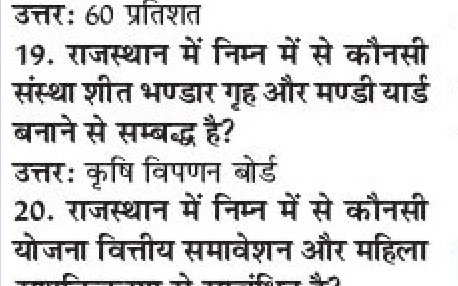 उत्तर: 60 प्रतिशत
19. राजस्थान में निम्न में से कौनसी
संस्था शीत भण्डार गृह और मण्डी यार्ड
बनाने से सम्बद्ध है?
उत्तर: कृषि विपणन बोर्ड
20. राजस्थान में निम्न में से कौनसी
योजना वित्तीय समावेशन और महिला